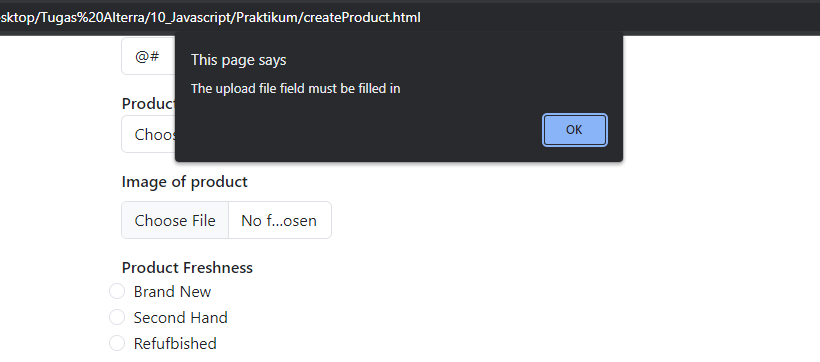 sktop/Tugas%20Alterra/10_Javascript/Praktikum/createProduct.html
This page says
@#
The upload file field must be filled in
Product
OK
Choos
Image of product
Choose File No f...osen
Product Freshness
Brand New
Second Hand
Refufbished